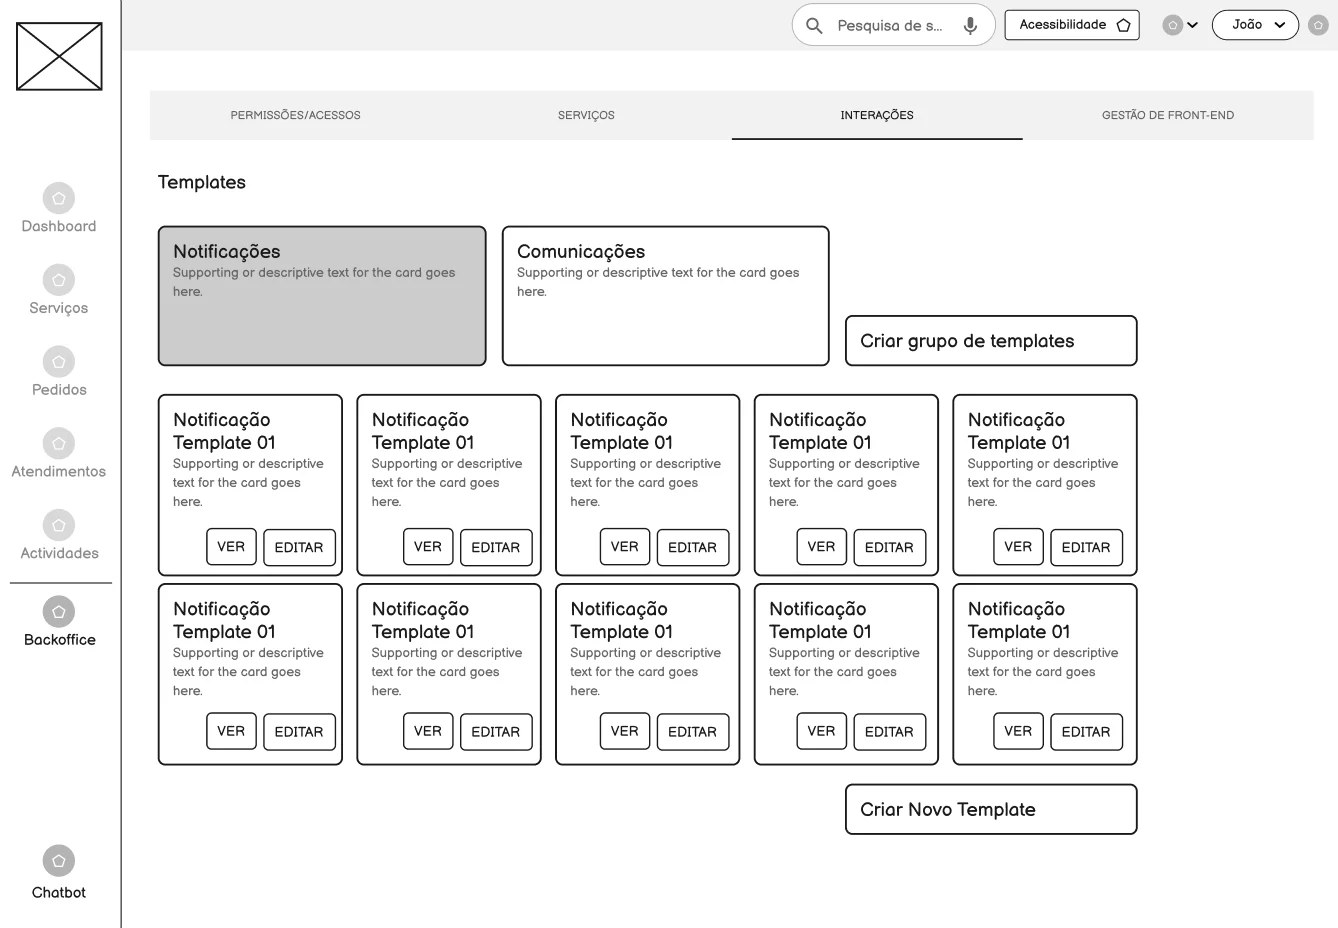 Pesquisa de s...
Acessibilidade
João
PERMISSÕES/ACESSOS
SERVIÇOS
INTERAÇÕES
GESTÃO DE FRONT-END
Dashboard
Serviços
Pedidos
Atendimentos
Actividades
Backoffice
Chatbot
Templates
Notificações
Supporting or descriptive text for the card goes
here.
Comunicações
Supporting or descriptive text for the card goes
here.
Criar grupo de templates
Notificação
Template 01
Supporting or descriptive
text for the card goes
here.
VER
EDITAR
Notificação
Template 01
Supporting or descriptive
text for the card goes
here.
VER
EDITAR
Notificação
Template 01
Supporting or descriptive
text for the card goes
here.
VER
EDITAR
Notificação
Template 01
Supporting or descriptive
text for the card goes
here.
VER
EDITAR
Notificação
Template 01
Supporting or descriptive
text for the card goes
here.
VER
EDITAR
Notificação
Template 01
Supporting or descriptive
text for the card goes
here.
VER
EDITAR
Notificação
Template 01
Supporting or descriptive
text for the card goes
here.
VER
EDITAR
Notificação
Template 01
Supporting or descriptive
text for the card goes
here.
VER
EDITAR
Notificação
Template 01
Supporting or descriptive
text for the card goes
here.
VER
EDITAR
Notificação
Template 01
Supporting or descriptive
text for the card goes
here.
VER
EDITAR
Criar Novo Template